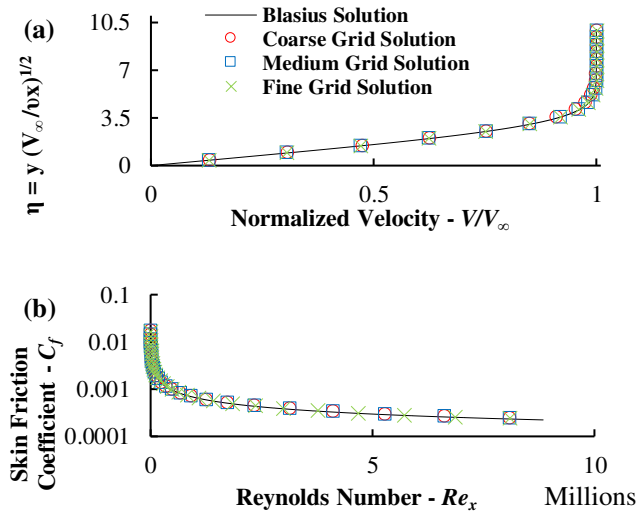 (a)
η = y (V∞/υx)1/2
10.5
7
3.5
0
Blasius Solution
Coarse Grid Solution
Medium Grid Solution
Fine Grid Solution
0
0.5
1
Normalized Velocity - V/V∞
(b)
Skin Friction
Coefficient - Cf
0.1
0.01
0.001
0.0001
0
5
10
Reynolds Number - Rex
Millions